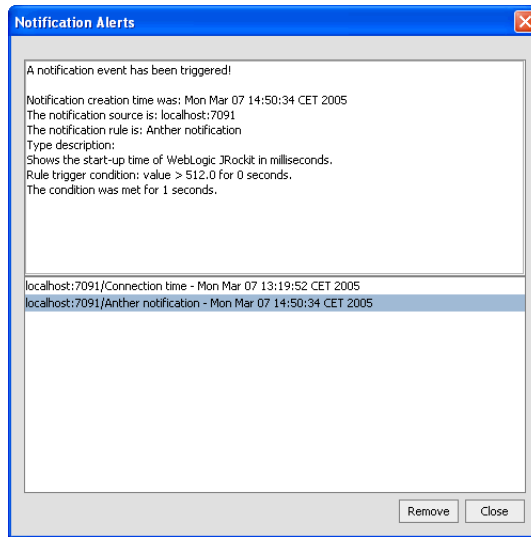 Notification Alerts
A notification event has been triggered!
Notification creation time was: Mon Mar 07 14:50:34 CET 2005
The notification source is: localhost:7091
The notification rule is: Anther notification
Type description:
Shows the start-up time of WebLogic JRockit in milliseconds.
Rule trigger condition: value > 512.0 for 0 seconds.
The condition was met for 1 seconds.
localhost:7091/Connection time - Mon Mar 07 13:19:52 CET 2005
localhost:7091/Anther notification - Mon Mar 07 14:50:34 CET 2005
Remove Close